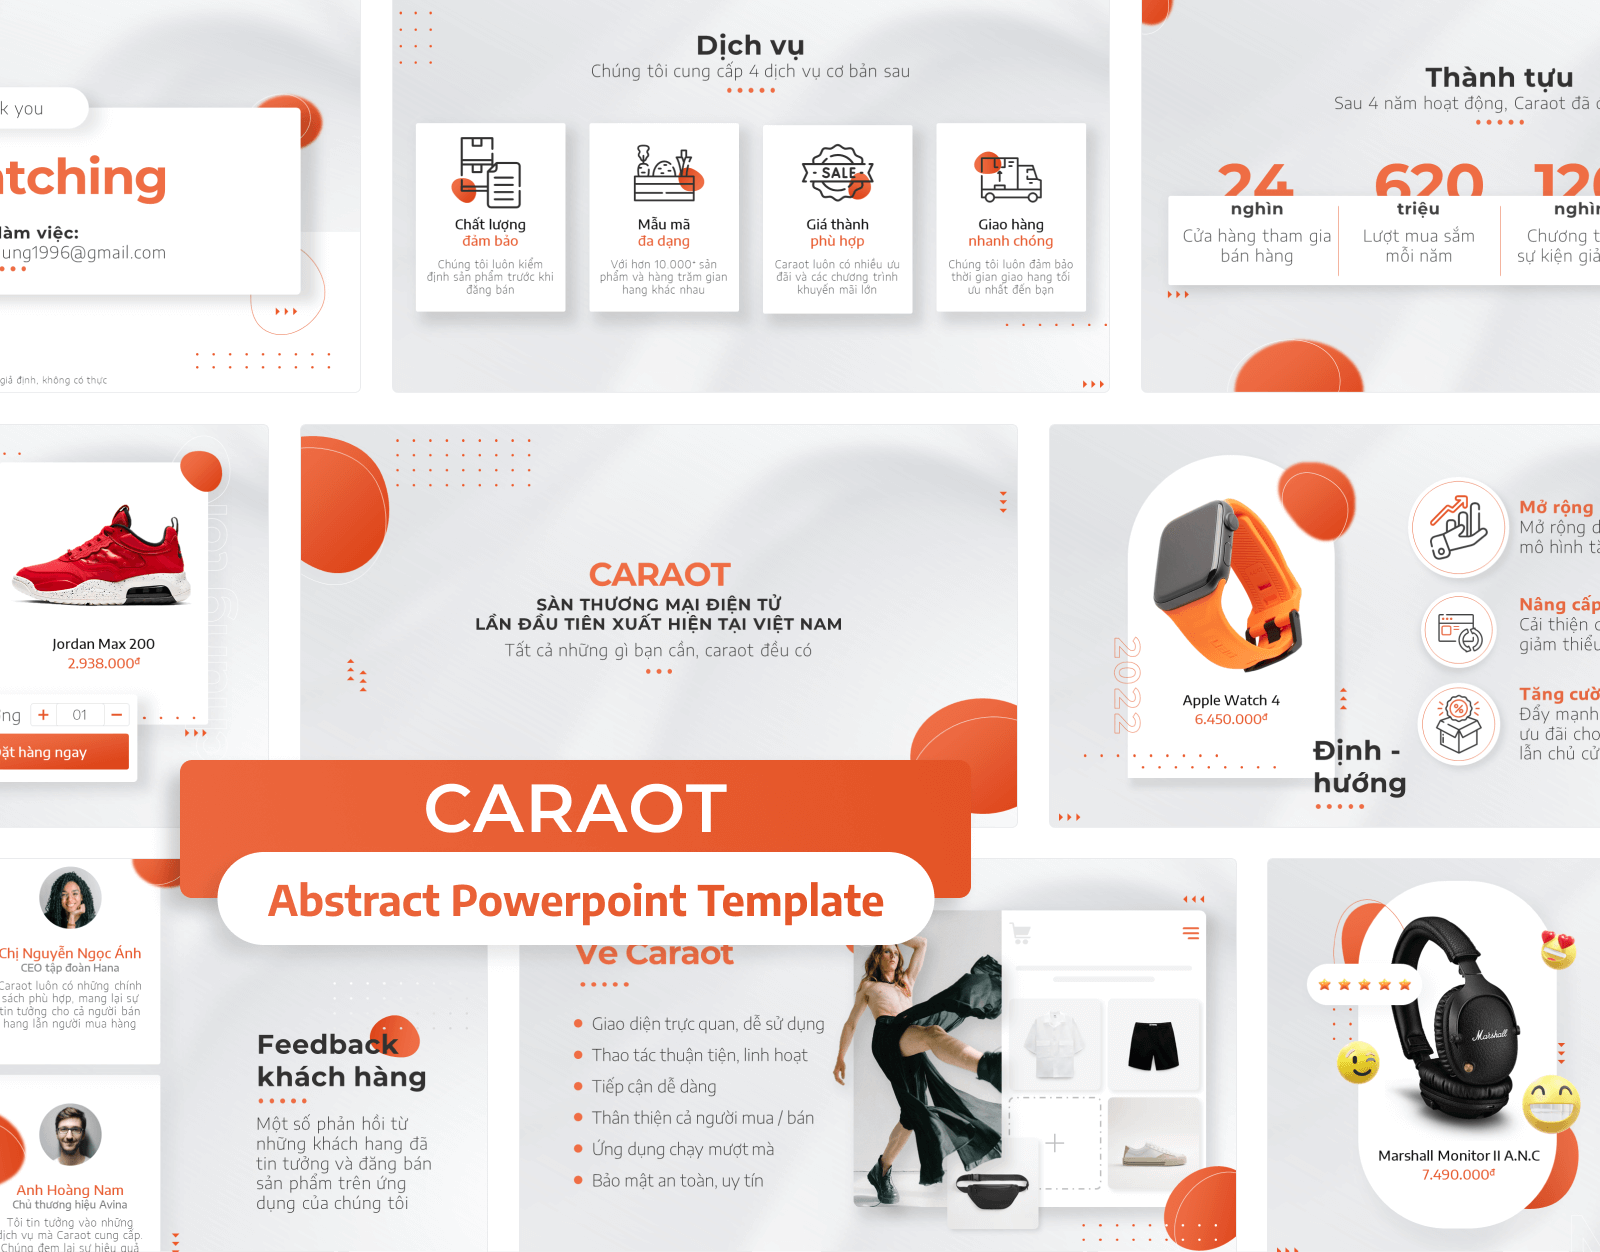 k you
tching
làm việc:
ung1996@gmail.com
giả định, không có thực
Dịch vụ
Chúng tôi cung cấp 4 dịch vụ cơ bản sau
Chất lượng
đảm bảo
Chúng tôi luôn kiểm
định sản phẩm trước khi
đăng bán
Mẫu mã
đa dạng
Với hơn 10.000+ sản
phẩm và hàng trăm gian
hang khác nhau
SALE
Giá thành
phù hợp
Caraot luôn có nhiều ưu
đãi và các chương trình
khuyến mãi lớn
Giao hàng
nhanh chóng
Chúng tôi luôn đảm bảo
thời gian giao hang tối
ưu nhất đến bạn
Thành tựu
Sau 4 năm hoạt động, Caraot đã
24
nghìn
Cửa hàng tham gia
bán hàng
620
triệu
Lượt mua sắm
mỗi năm
12
nghìn
Chương t
sự kiện giả
Jordan Max 200
2.938.000đ
ng
+ 01 −
ặt hàng ngay
CARAOT
SÀN THƯƠNG MẠI ĐIỆN TỬ
LẦN ĐẦU TIÊN XUẤT HIỆN TẠI VIỆT NAM
Tất cả những gì bạn cần, caraot đều có
2022
Apple Watch 4
6.450.000đ
Định -
hướng
Mở rộng
Mở rộng d
mô hình tà
Nâng cấp
Cải thiện c
giảm thiểu
Tăng cườ
Đẩy mạnh
ưu đãi cho
lẫn chủ cử
CARAOT
Abstract Powerpoint Template
Chị Nguyễn Ngọc Ánh
CEO tập đoàn Hana
Caraot luôn có những chính
sách phù hợp, mang lại sự
tin tưởng cho cả người bán
hang lẫn người mua hàng
Anh Hoàng Nam
Chủ thương hiệu Avina
Tôi tin tưởng vào những
dịch vụ mà Caraot cung cấp.
Chúng đem lại sự hiệu quả
Feedback
khách hàng
Một số phản hồi từ
những khách hang đã
tin tưởng và đăng bán
sản phẩm trên ứng
dụng của chúng tôi
Về Caraot
Giao diện trực quan, dễ sử dụng
Thao tác thuận tiện, linh hoạt
Tiếp cận dễ dàng
Thân thiện cả người mua / bán
Ứng dụng chạy mượt mà
Bảo mật an toàn, uy tín
Marshall
Marshall Monitor II A.N.C
7.490.000đ